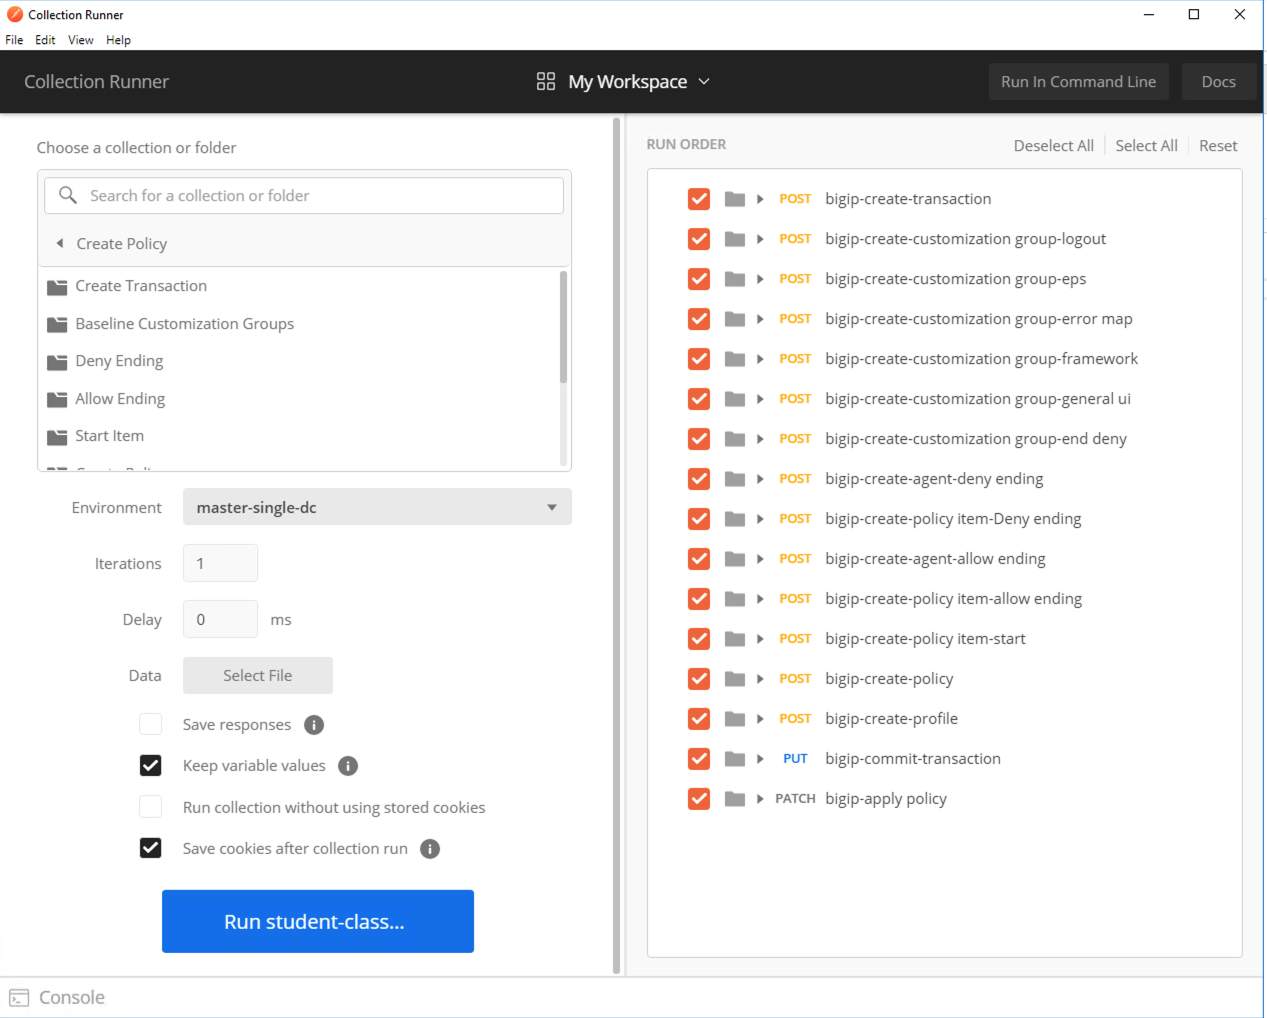 Collection Runner
File Edit View Help
Collection Runner
My Workspace
Run In Command Line
Docs
Choose a collection or folder
Search for a collection or folder
Create Policy
Create Transaction
Baseline Customization Groups
Deny Ending
Allow Ending
Start Item
Environment
master-single-dc
Iterations
1
Delay
0
ms
Data
Select File
Save responses
Keep variable values
Run collection without using stored cookies
Save cookies after collection run
Run student-class...
RUN ORDER
Deselect All
Select All
Reset
POST bigip-create-transaction
POST bigip-create-customization group-logout
POST bigip-create-customization group-eps
POST bigip-create-customization group-error map
POST bigip-create-customization group-framework
POST bigip-create-customization group-general ui
POST bigip-create-customization group-end deny
POST bigip-create-agent-deny ending
POST bigip-create-policy item-Deny ending
POST bigip-create-agent-allow ending
POST bigip-create-policy item-allow ending
POST bigip-create-policy item-start
POST bigip-create-policy
POST bigip-create-profile
PUT bigip-commit-transaction
PATCH bigip-apply policy
Console